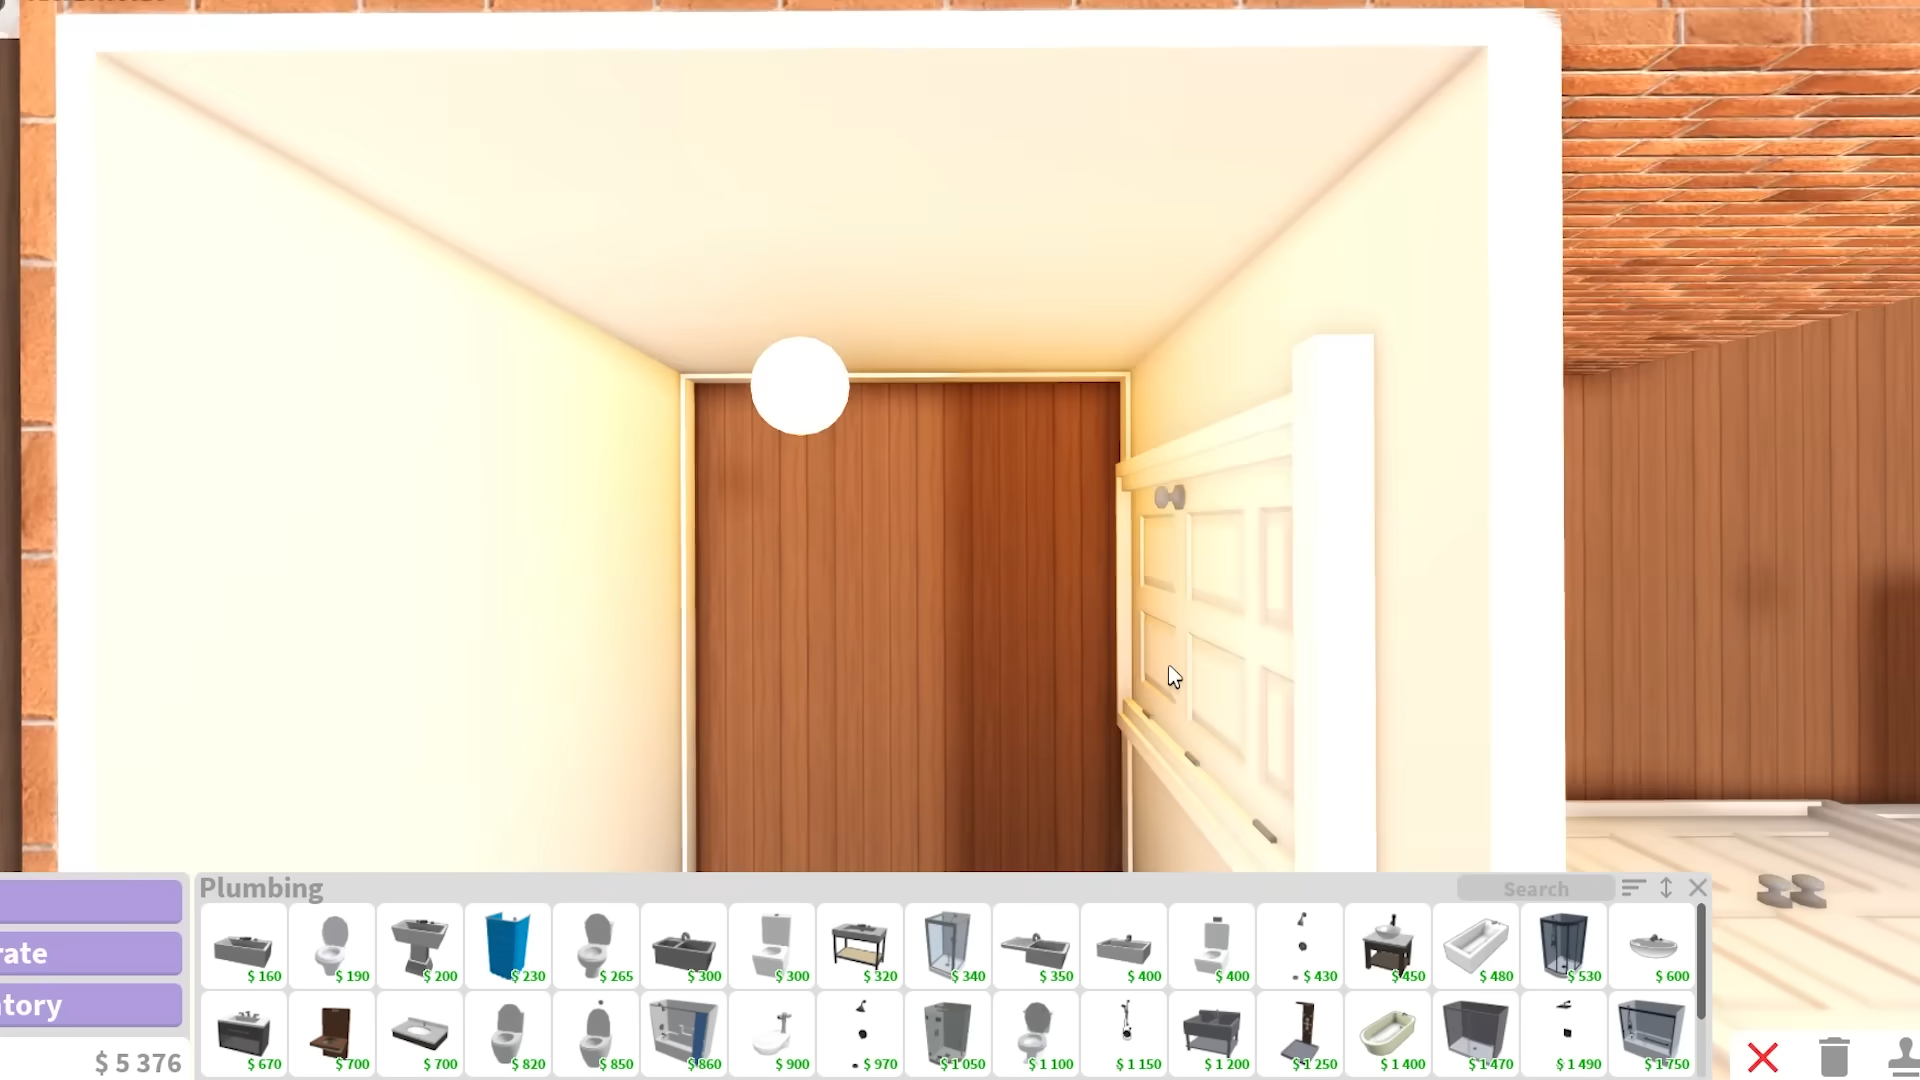 Plumbing
Search
$ 160 $ 190 $ 200 $ 230 $ 265 $ 300 $ 300 $ 320 $ 340 $ 350 $ 400 $ 400 $ 430 $ 450 $ 480 $ 530 $ 600
rate
$ 670 $ 700 $ 700 $ 820 $ 850 $ 860 $ 900 $ 970 $ 1 050 $ 1 100 $ 1 150 $ 1 200 $ 1 250 $ 1 400 $ 1 470 $ 1 490 $ 1 750
tory
$ 5 376